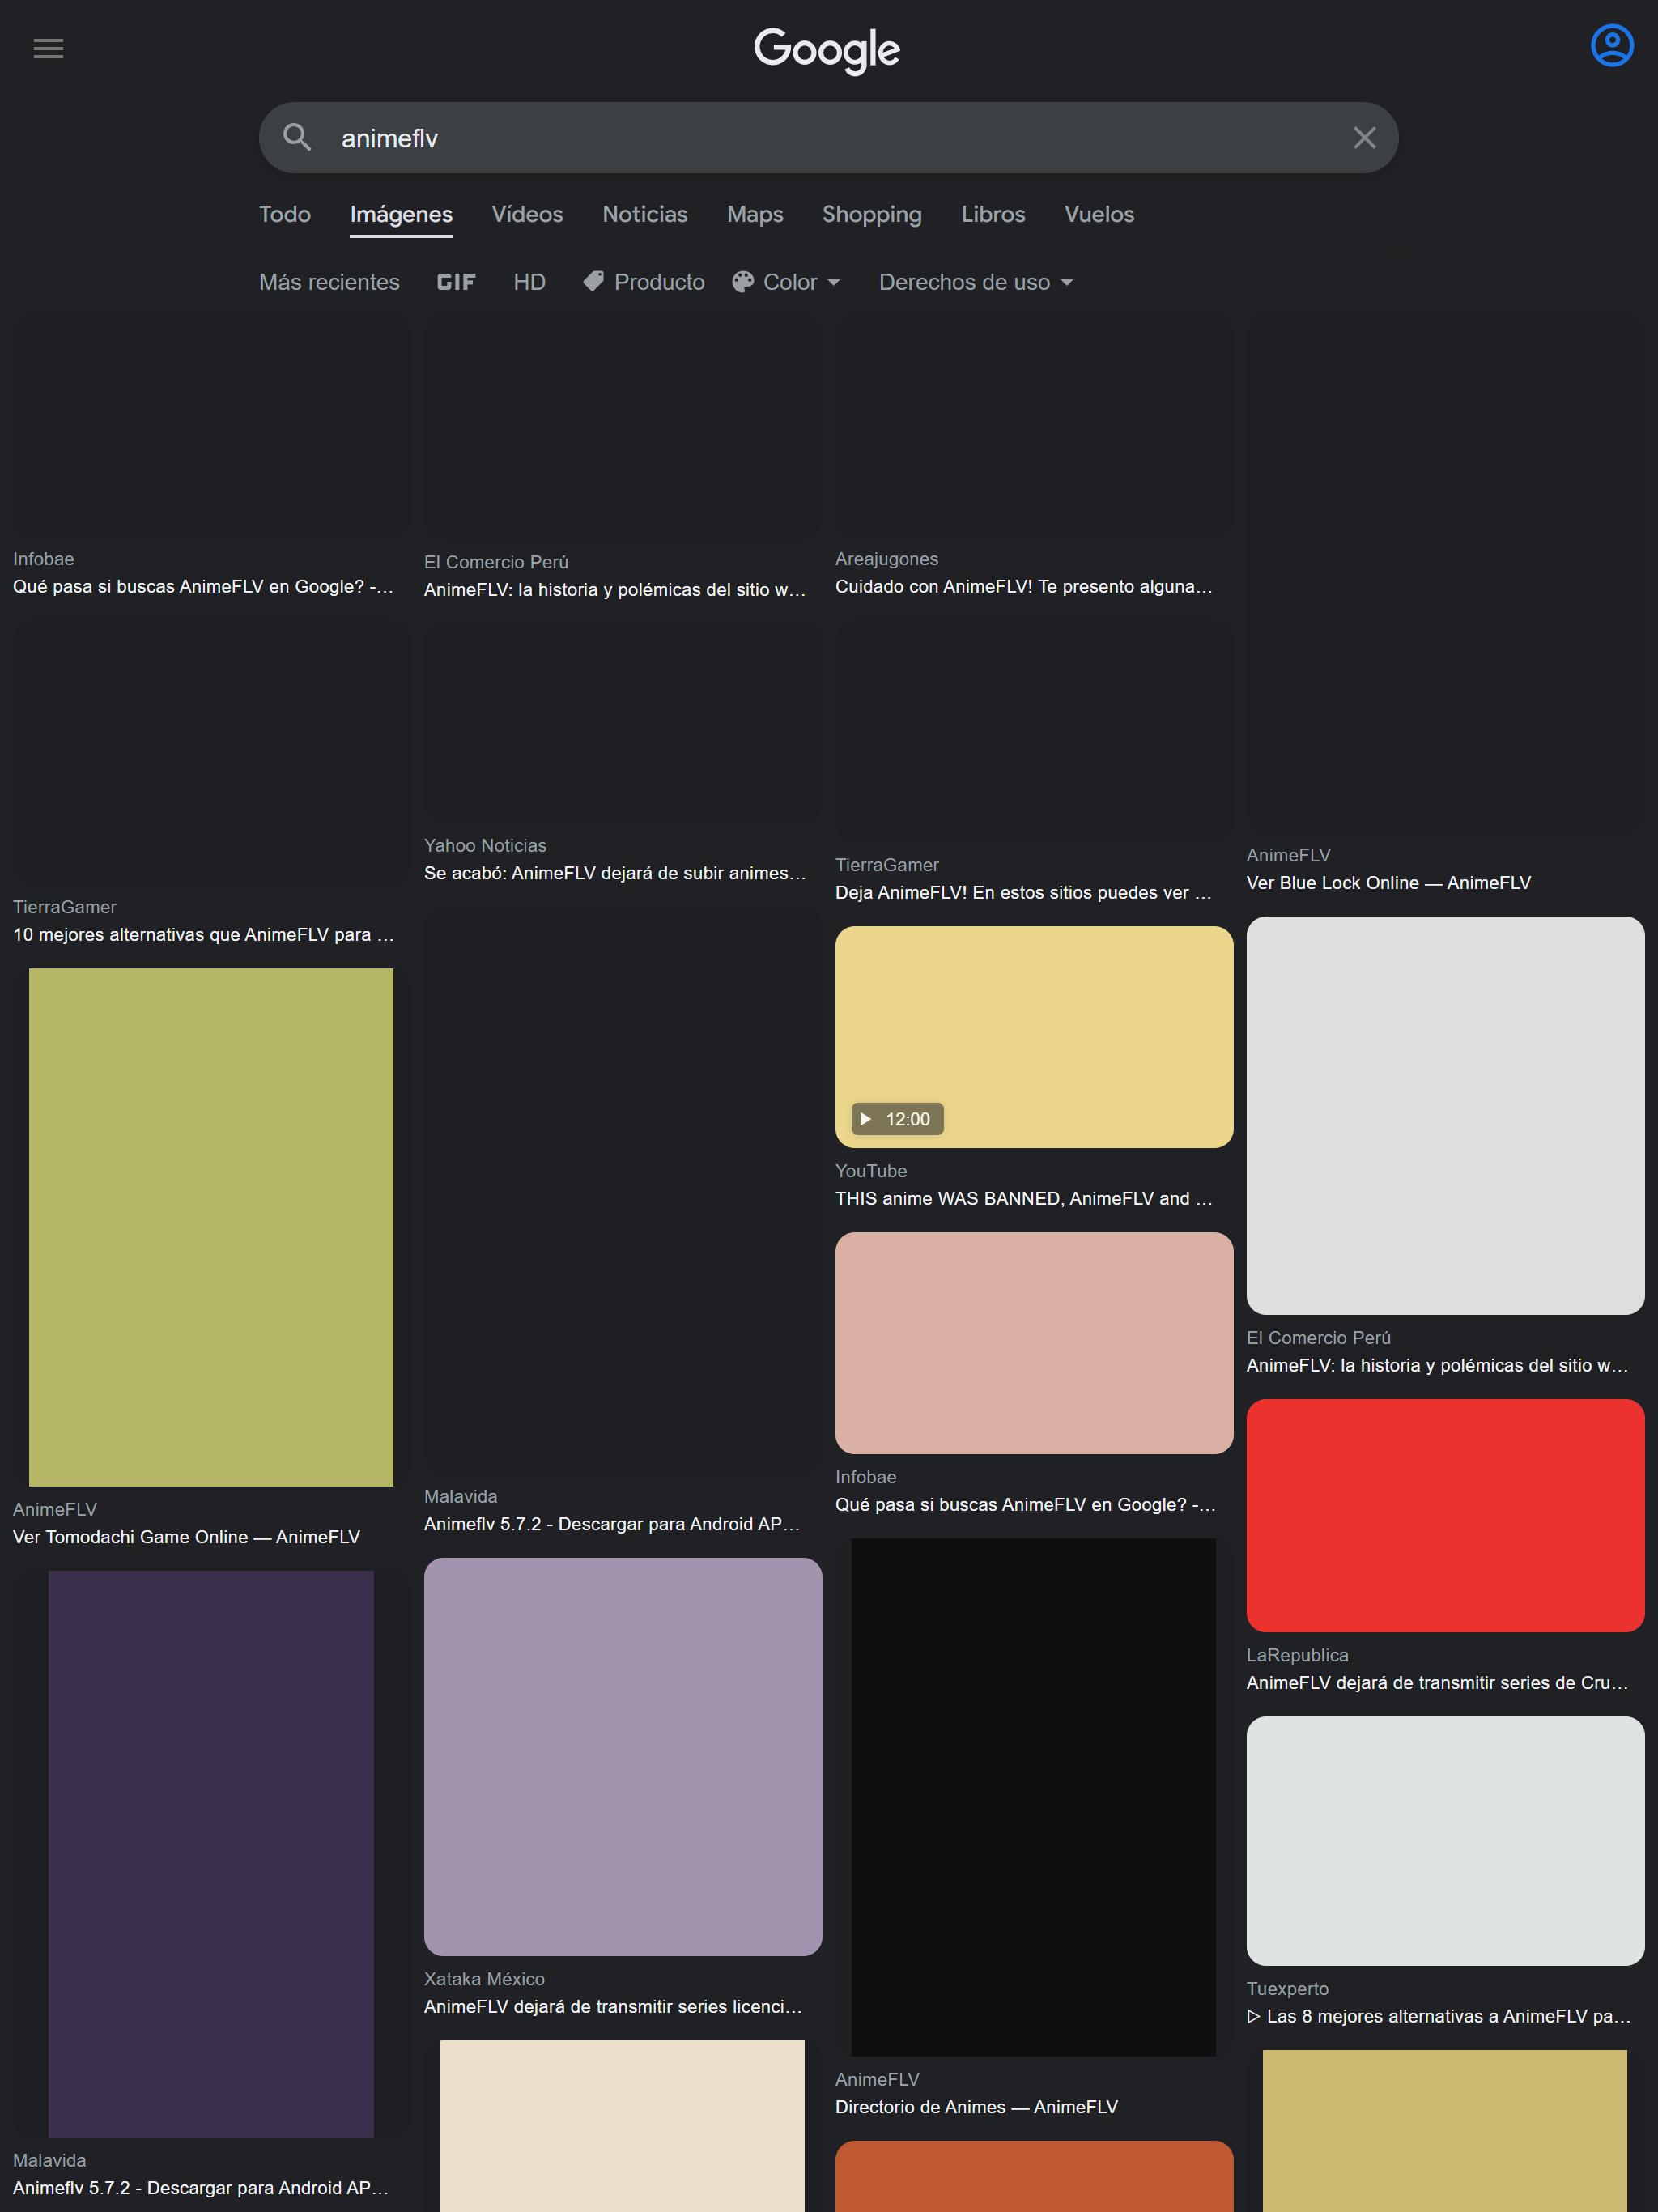 Google
animeflv
Todo Imágenes Vídeos Noticias Maps Shopping Libros Vuelos
Más recientes GIF HD Producto Color Derechos de uso
Infobae
Qué pasa si buscas AnimeFLV en Google? -...
El Comercio Perú
AnimeFLV: la historia y polémicas del sitio w...
Areajugones
Cuidado con AnimeFLV! Te presento alguna...
AnimeFLV
Ver Blue Lock Online — AnimeFLV
TierraGamer
10 mejores alternativas que AnimeFLV para ...
Yahoo Noticias
Se acabó: AnimeFLV dejará de subir animes...
TierraGamer
Deja AnimeFLV! En estos sitios puedes ver ...
12:00
YouTube
THIS anime WAS BANNED, AnimeFLV and ...
El Comercio Perú
AnimeFLV: la historia y polémicas del sitio w...
AnimeFLV
Ver Tomodachi Game Online — AnimeFLV
Malavida
Animeflv 5.7.2 - Descargar para Android AP...
Infobae
Qué pasa si buscas AnimeFLV en Google? -...
LaRepublica
AnimeFLV dejará de transmitir series de Cru...
Xataka México
AnimeFLV dejará de transmitir series licenci...
Tuexperto
▷ Las 8 mejores alternativas a AnimeFLV pa...
AnimeFLV
Directorio de Animes — AnimeFLV
Malavida
Animeflv 5.7.2 - Descargar para Android AP...